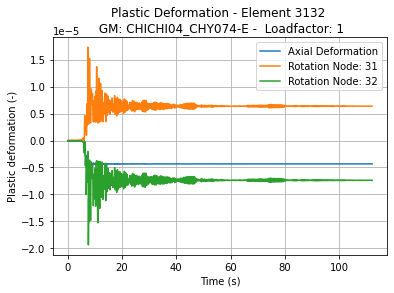 Plastic Deformation - Element 3132
GM: CHICHI04_CHY074-E - Loadfactor: 1
1e−5
Axial Deformation
Rotation Node: 31
Rotation Node: 32
Plastic deformation (-)
1.5
1.0
0.5
0.0
−0.5
−1.0
−1.5
−2.0
0 20 40 60 80 100
Time (s)